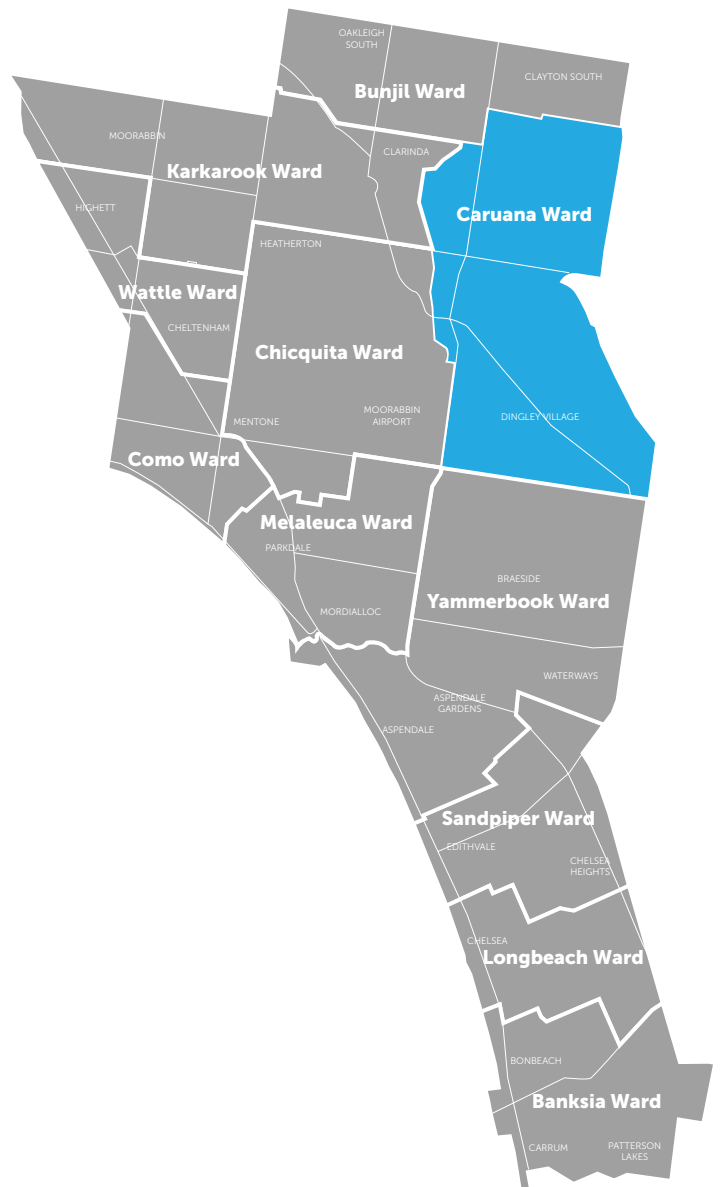 OAKLEIGH
SOUTH
CLAYTON SOUTH
Bunjil Ward
MOORABBIN
CLARINDA
Karkarook Ward
HIGHETT
Caruana Ward
HEATHERTON
Wattle Ward
CHELTENHAM
Chicquita Ward
MOORABBIN
AIRPORT
MENTONE
DINGLEY VILLAGE
Como Ward
Melaleuca Ward
PARKDALE
BRAESIDE
Yammerbook Ward
MORDIALLOC
WATERWAYS
ASPENDALE
GARDENS
ASPENDALE
Sandpiper Ward
EDITHVALE
CHELSEA
HEIGHTS
CHELSEA
Longbeach Ward
BONBEACH
Banksia Ward
CARRUM
PATTERSON
LAKES